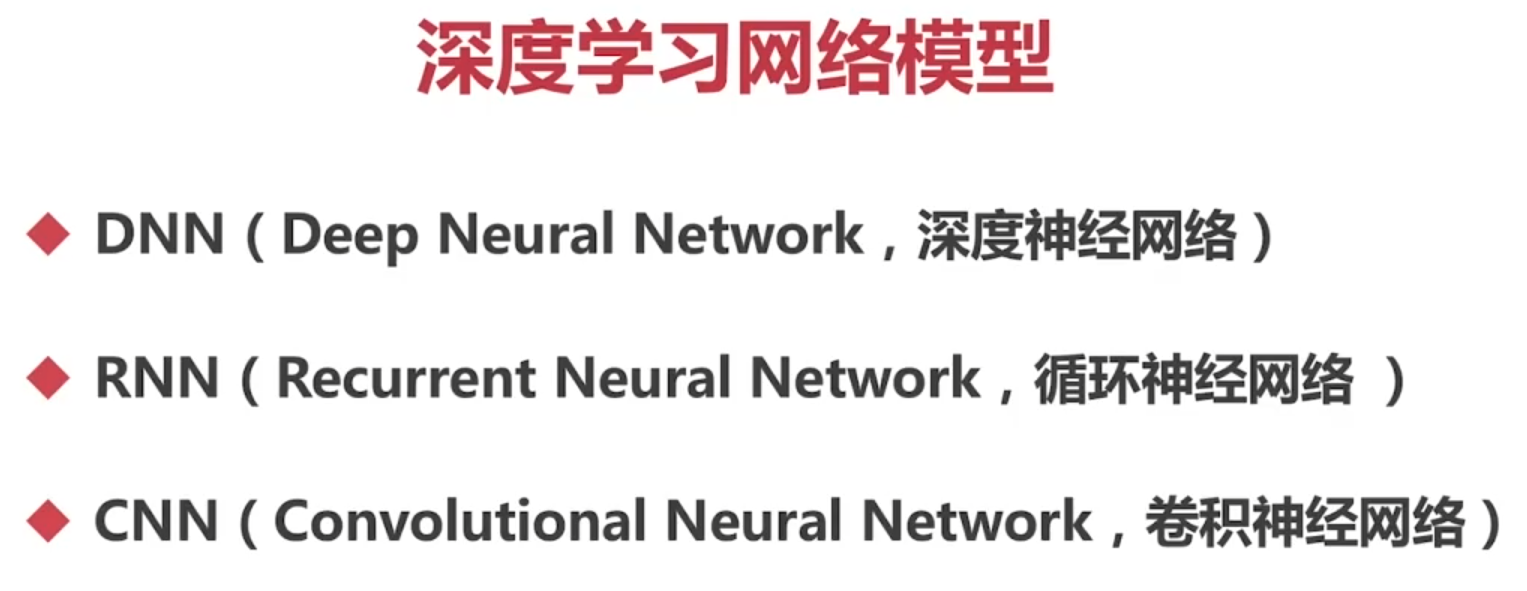 深度学习网络模型
DNN（Deep Neural Network，深度神经网络）
RNN（Recurrent Neural Network，循环神经网络 ）
CNN（Convolutional Neural Network，卷积神经网络）